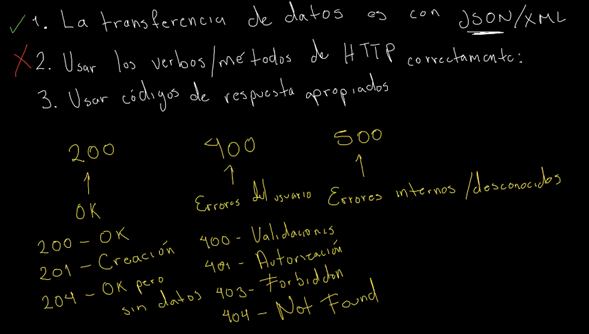 1. La transferencia de datos es con JSON/XML
2. Usar los verbos/métodos de HTTP correctamente:
3. Usar códigos de respuesta apropiados
200 400 500
OK Errores del usuario Errores internos/desconocidos
200 - OK
201 - Creación
204 - OK pero
sin datos
400 - Validaciones
401 - Autorización
403 - Forbidden
404 - Not Found